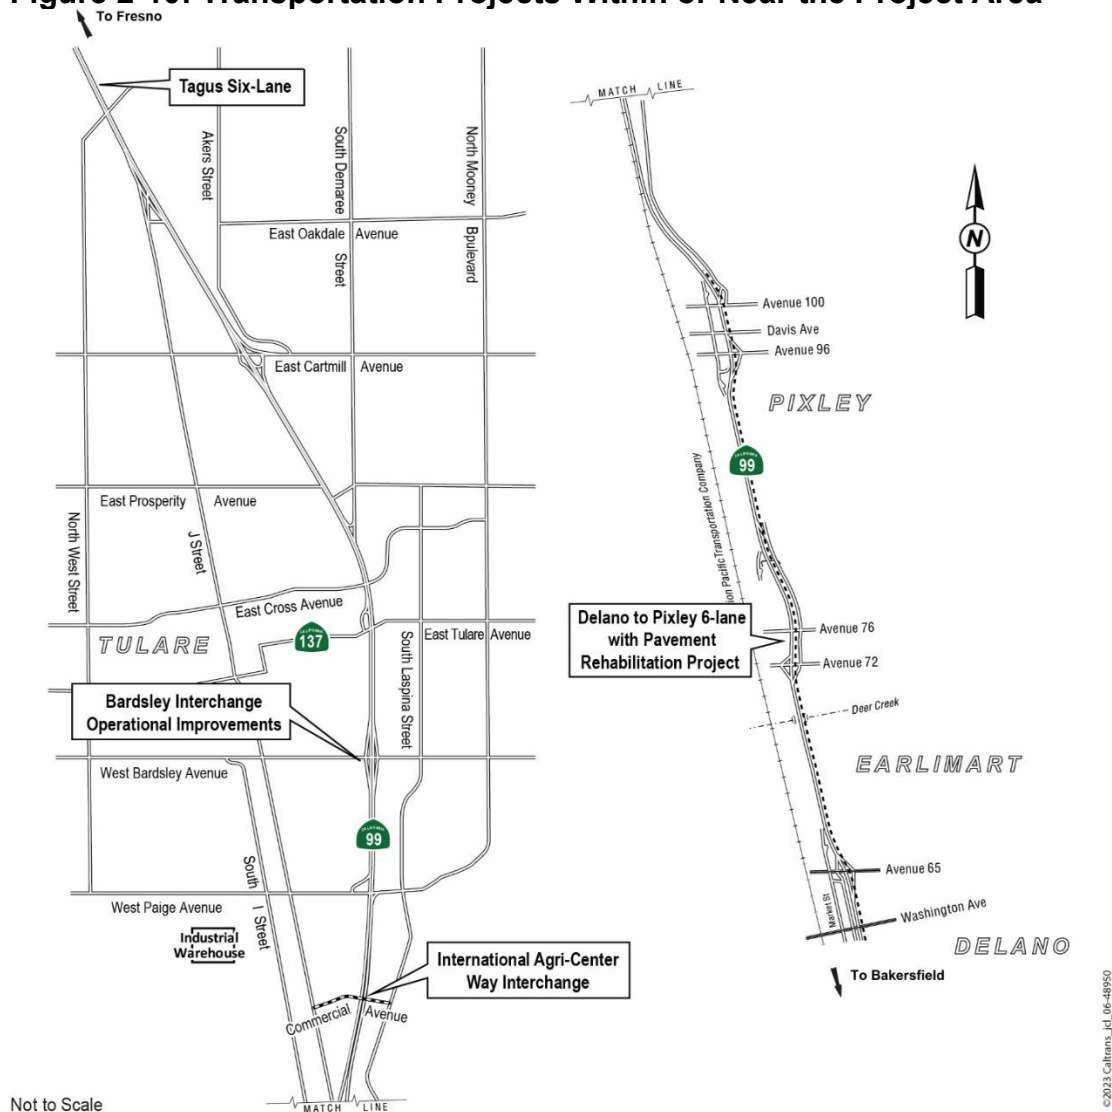 To Fresno
Tagus Six-Lane
Akers Street
South Demaree
Street
North Mooney
Bpulevard
East Oakdale Avenue
East Cartmill Avenue
East Prosperity Avenue
North West Street
J Street
East Cross Avenue
TULARE
137
East Tulare Avenue
South Laspina Street
Bardsley Interchange
Operational Improvements
West Bardsley Avenue
99
South
I Street
West Paige Avenue
Industrial
Warehouse
International Agri-Center
Way Interchange
Commercial Avenue
MATCH LINE
Not to Scale
MATCH LINE
N
Avenue 100
Davis Ave
Avenue 96
PIXLEY
99
Pacific Transportation Company
Delano to Pixley 6-lane
with Pavement
Rehabilitation Project
Avenue 76
Avenue 72
Deer Creek
EARLIMART
Avenue 65
Market St
Washington Ave
DELANO
To Bakersfield
©2023 Caltrans_jcl_06-48950